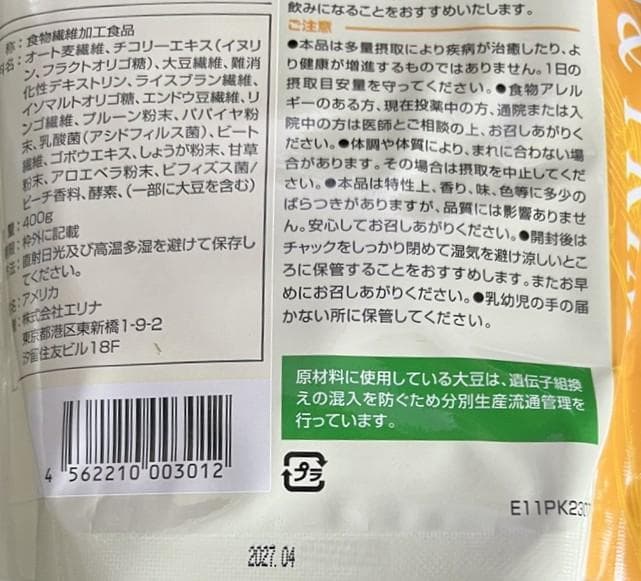 称：食物繊維加工食品
名：オート麦繊維、チコリーエキス（イヌリ
ン、フラクトオリゴ糖）、大豆繊維、難消
化性デキストリン、ライスブラン繊維、
イソマルトオリゴ糖、エンドウ豆繊維、リ
ンゴ繊維、プルーン粉末、パパイヤ粉
末、乳酸菌（アシドフィルス菌）、ビート
繊維、ゴボウエキス、しょうが粉末、甘草
粉末、アロエベラ粉末、ビフィズス菌/
ピーチ香料、酵素、（一部に大豆を含む）
量：400g
限：枠外に記載
法：直射日光及び高温多湿を避けて保存し
てください。
名：アメリカ
株式会社エリナ
東京都港区東新橋1-9-2
汐留住友ビル18F
4 562210 003012
飲みになることをおすすめいたします。
ご注意
●本品は多量摂取により疾病が治癒したり、よ
り健康が増進するものではありません。1日の
摂取目安量を守ってください。●食物アレル
ギーのある方、現在投薬中の方、通院または入
院中の方は医師とご相談の上、お召しあがりく
ださい。●体調や体質により、まれに合わない場
合があります。その場合は摂取を中止してくだ
さい。●本品は特性上、香り、味、色等に多少の
ばらつきがありますが、品質には影響ありませ
ん。安心してお召しあがりください。●開封後は
チャックをしっかり閉めて湿気を避け涼しいとこ
ろに保管することをおすすめします。またお早
めにお召しあがりください。●乳幼児の手の届
かない所に保管してください。
原材料に使用している大豆は、遺伝子組換
えの混入を防ぐため分別生産流通管理を
行っています。
プラ
E11PK230
2027.04